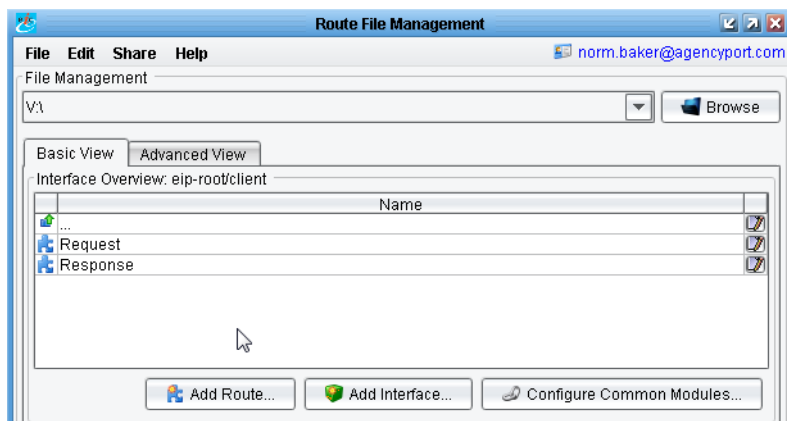 Route File Management
File Edit Share Help norm.baker@agencyport.com
File Management
V:\ Browse
Basic View Advanced View
Interface Overview: eip-root/client
Name
...
Request
Response
Add Route... Add Interface... Configure Common Modules...